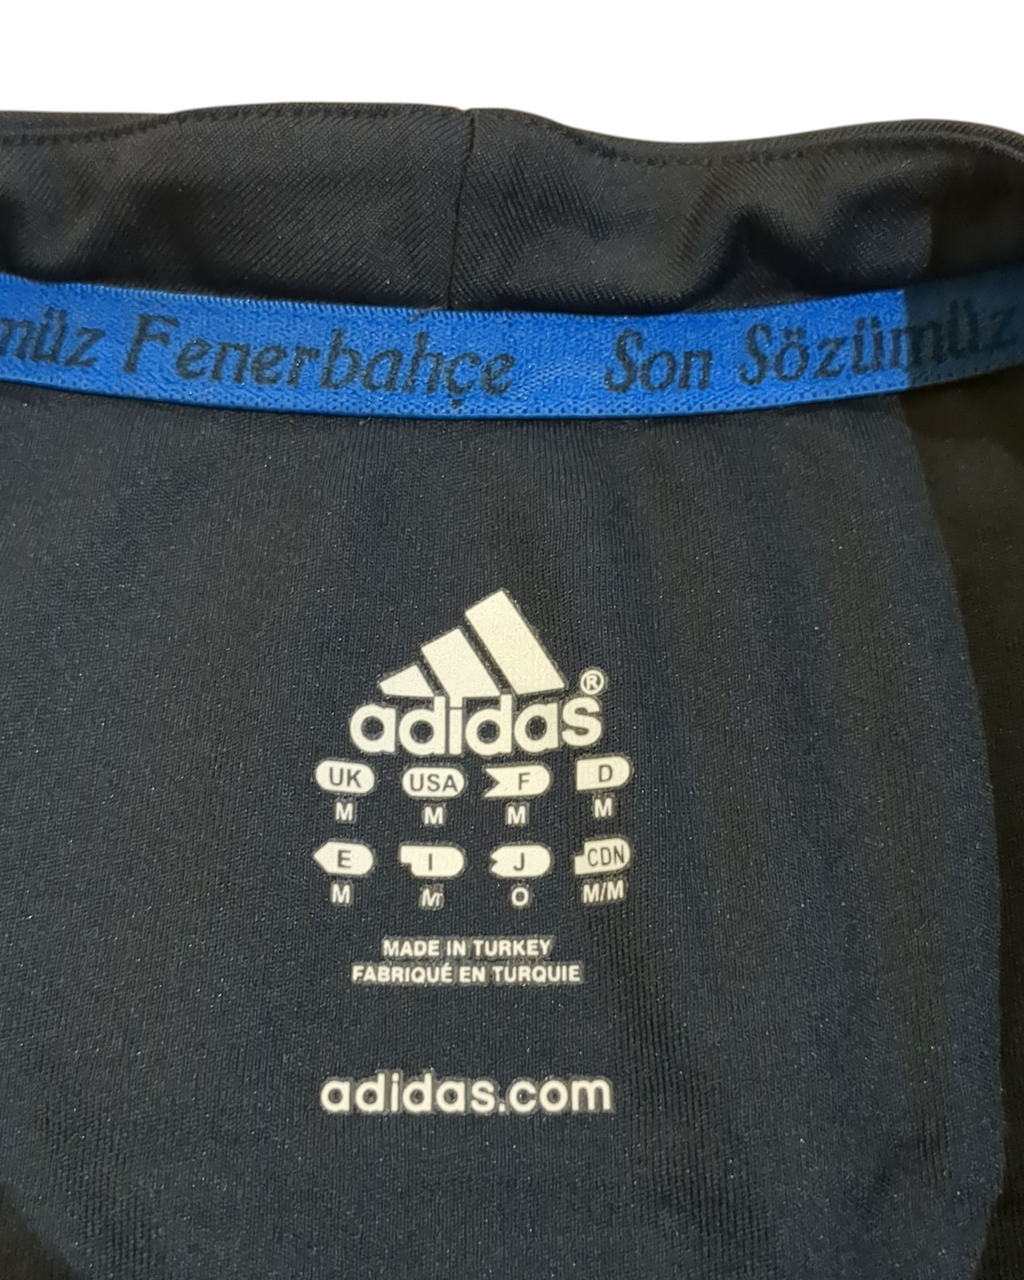 müz Fenerbahçe Son Sözümüz
adidas®
UK USA F D
M M M M
E I J CDN
M M O M/M
MADE IN TURKEY
FABRIQUÉ EN TURQUIE
adidas.com